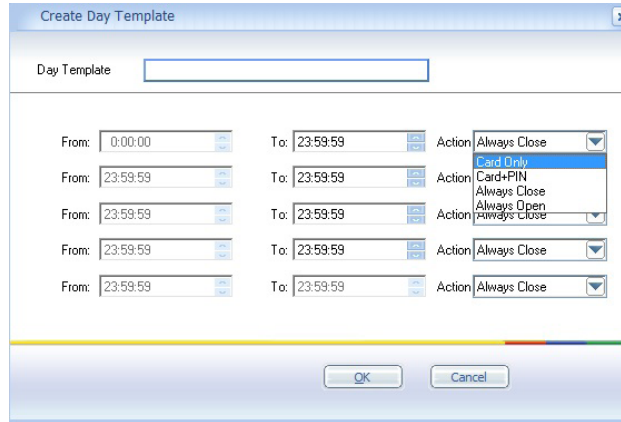 Create Day Template
Day Template
From: 0:00:00 To: 23:59:59 Action Always Close
Card Only
From: 23:59:59 To: 23:59:59 Action Card+PIN
Always Close
Always Open
From: 23:59:59 To: 23:59:59 Action Always Close
From: 23:59:59 To: 23:59:59 Action Always Close
From: 23:59:59 To: 23:59:59 Action Always Close
OK Cancel